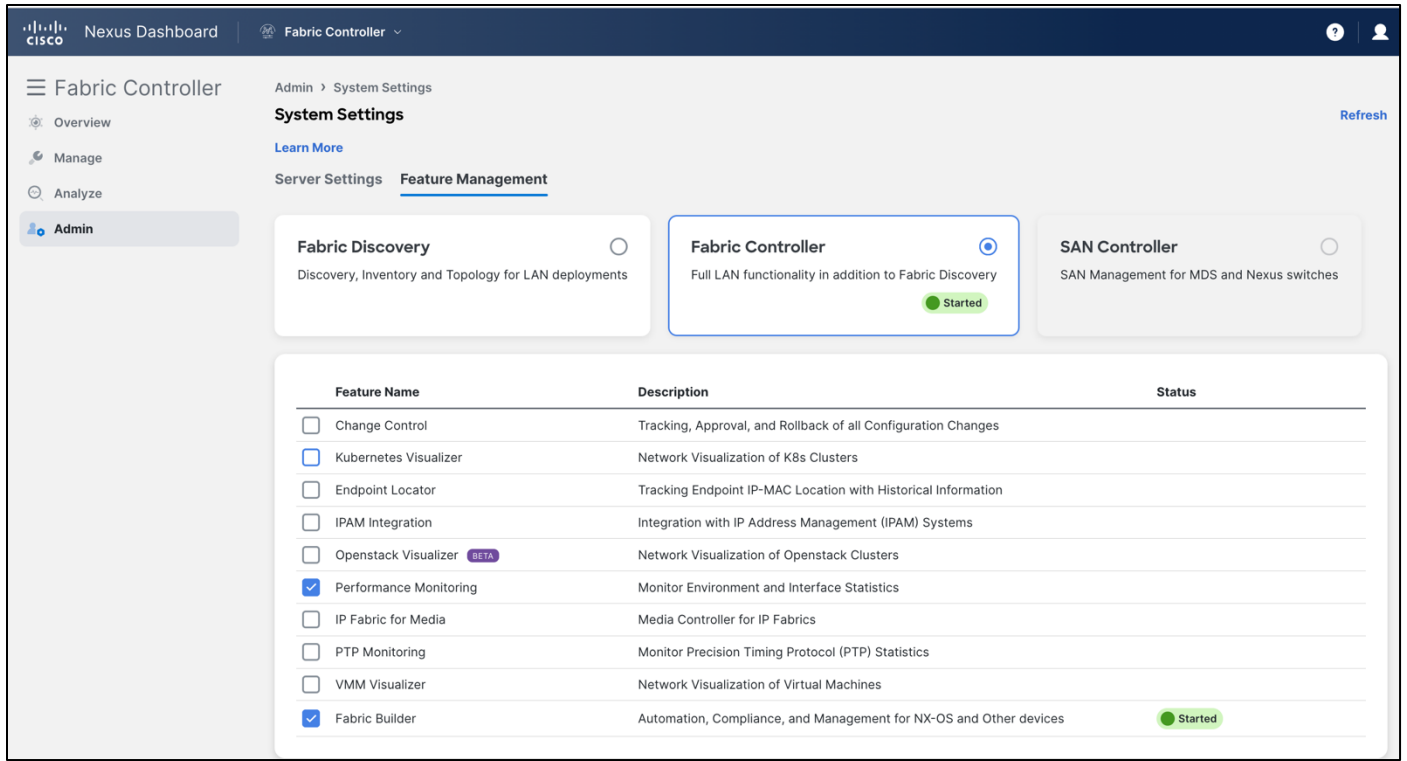 CISCO Nexus Dashboard Fabric Controller ?
Fabric Controller
Overview
Manage
Analyze
Admin
Admin › System Settings
System Settings
Refresh
Learn More
Server Settings Feature Management
Fabric Discovery
Discovery, Inventory and Topology for LAN deployments
Fabric Controller
Full LAN functionality in addition to Fabric Discovery
Started
SAN Controller
SAN Management for MDS and Nexus switches
Feature Name Description Status
Change Control Tracking, Approval, and Rollback of all Configuration Changes
Kubernetes Visualizer Network Visualization of K8s Clusters
Endpoint Locator Tracking Endpoint IP-MAC Location with Historical Information
IPAM Integration Integration with IP Address Management (IPAM) Systems
Openstack Visualizer BETA Network Visualization of Openstack Clusters
Performance Monitoring Monitor Environment and Interface Statistics
IP Fabric for Media Media Controller for IP Fabrics
PTP Monitoring Monitor Precision Timing Protocol (PTP) Statistics
VMM Visualizer Network Visualization of Virtual Machines
Fabric Builder Automation, Compliance, and Management for NX-OS and Other devices Started